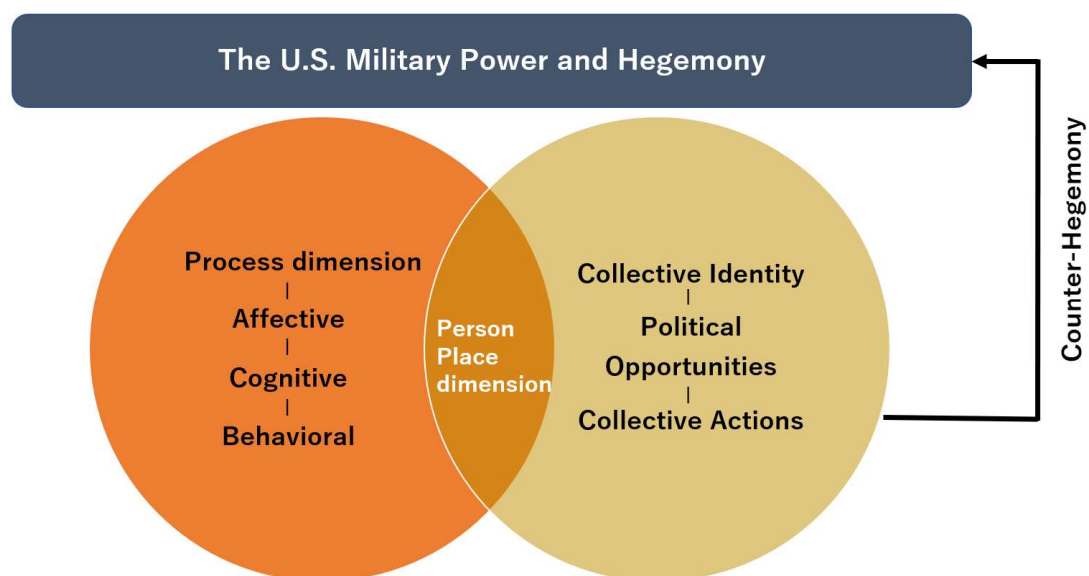 The U.S. Military Power and Hegemony
Process dimension
Affective
Cognitive
Behavioral
Person
Place
dimension
Collective Identity
Political
Opportunities
Collective Actions
Counter-Hegemony